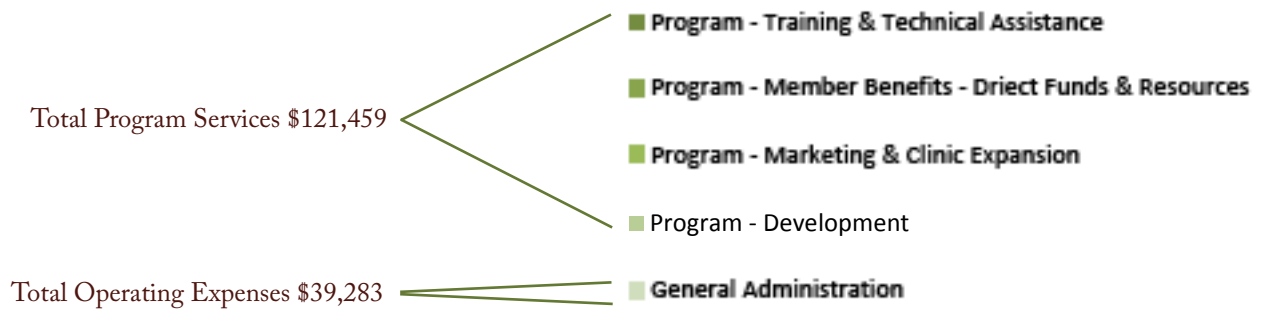 Program - Training & Technical Assistance
Program - Member Benefits - Driect Funds & Resources
Total Program Services $121,459
Program - Marketing & Clinic Expansion
Program - Development
Total Operating Expenses $39,283
General Administration